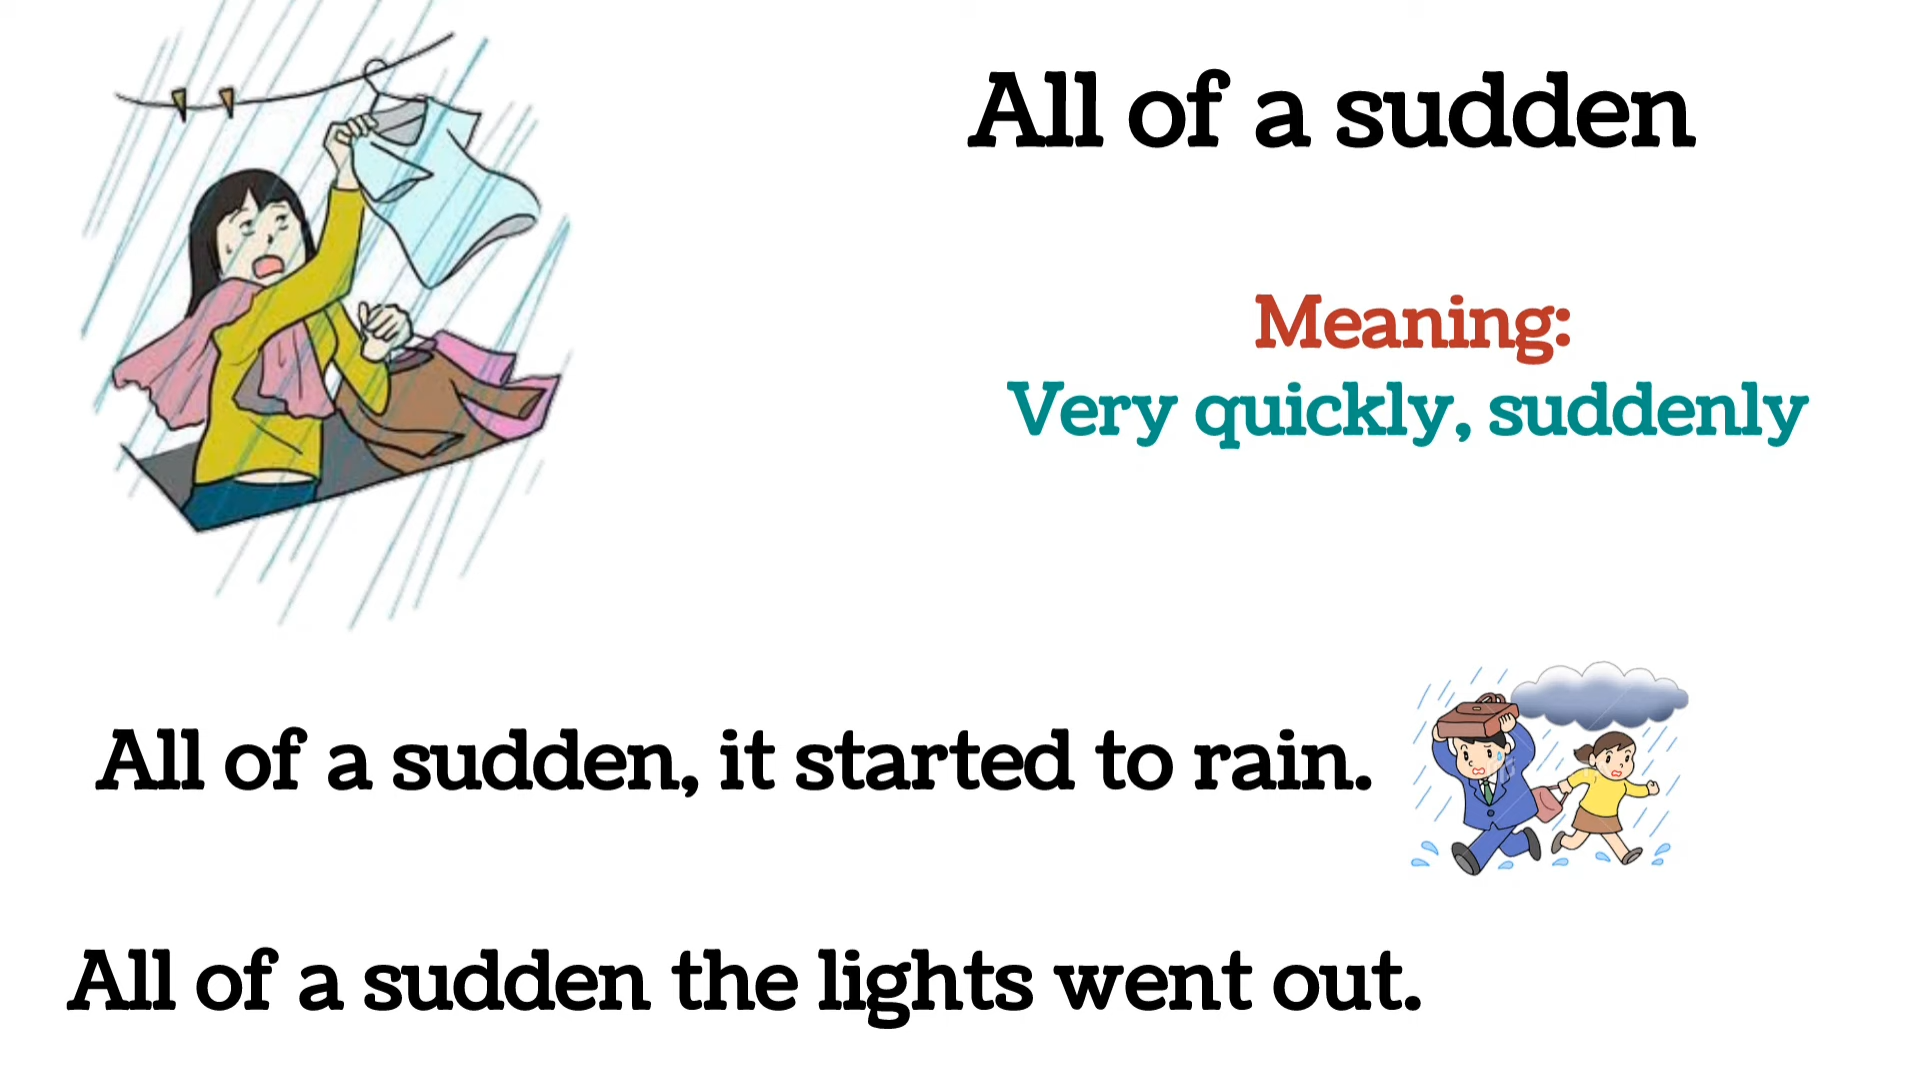 All of a sudden
Meaning:
Very quickly, suddenly
All of a sudden, it started to rain.
All of a sudden the lights went out.